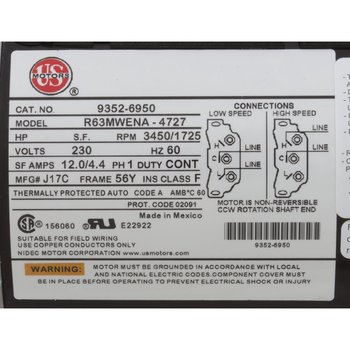 US
MOTORS
®
CAT. NO. 9352-6950
MODEL R63MWENA - 4727
HP S.F. RPM 3450/1725
VOLTS 230 HZ 60
SF AMPS 12.0/4.4 PH 1 DUTY CONT
MFG# J17C FRAME 56Y INS CLASS F
THERMALLY PROTECTED AUTO CODE A AMB°C 60
PROT. CODE 02091
Made in Mexico
156060 E22922
SUITABLE FOR FIELD WIRING
USE COPPER CONDUCTORS ONLY
NIDEC MOTOR CORPORATION www.usmotors.com
CONNECTIONS
LOW SPEED HIGH SPEED
LINE LINE
LINE LINE
MOTOR IS NON-REVERSIBLE
CCW ROTATION SHAFT END
9352-6950
WARNING: MOTOR MUST BE GROUNDED IN ACCORDANCE WITH LOCAL
AND NATIONAL ELECTRIC CODES. EQUIPMENT COVER MUST
BE IN PLACE BEFORE OPERATING TO PREVENT ELECTRICAL SHOCK OR INJURY